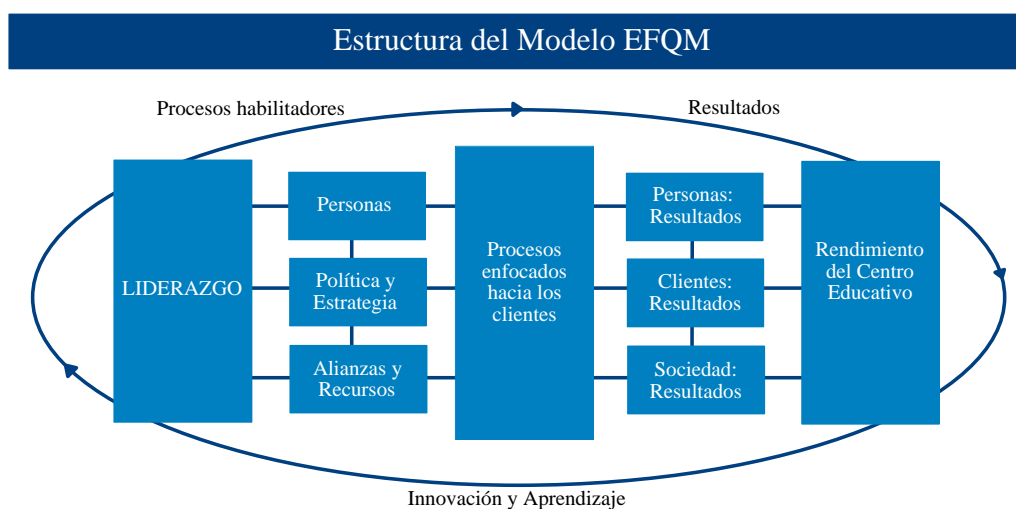 Estructura del Modelo EFQM
Procesos habilitadores
Resultados
LIDERAZGO
Personas
Política y
Estrategia
Alianzas y
Recursos
Procesos
enfocados
hacia los
clientes
Personas:
Resultados
Clientes:
Resultados
Sociedad:
Resultados
Rendimiento
del Centro
Educativo
Innovación y Aprendizaje